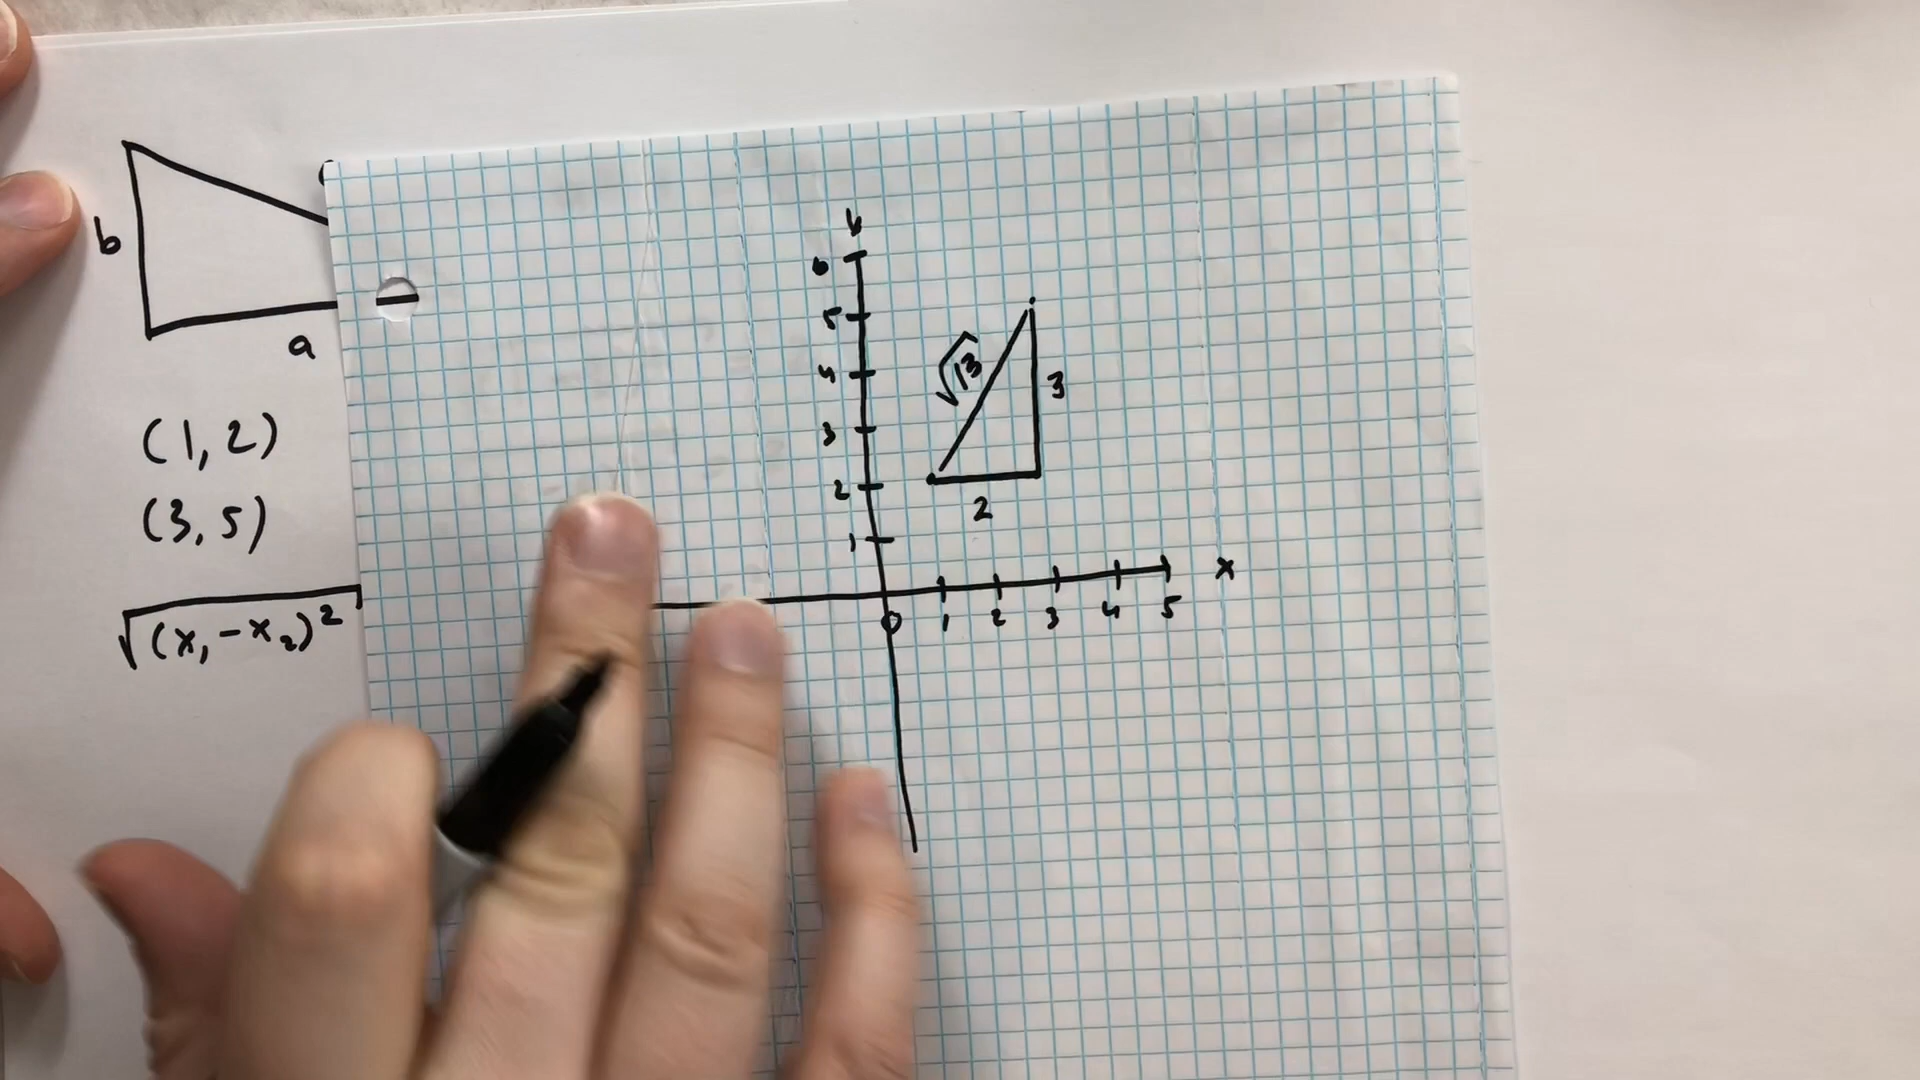 b
a
(1, 2)
(3, 5)
√(x₁-x₂)²
y
6
5
4
3
2
1
0 1 2 3 4 5
x
√13
3
2